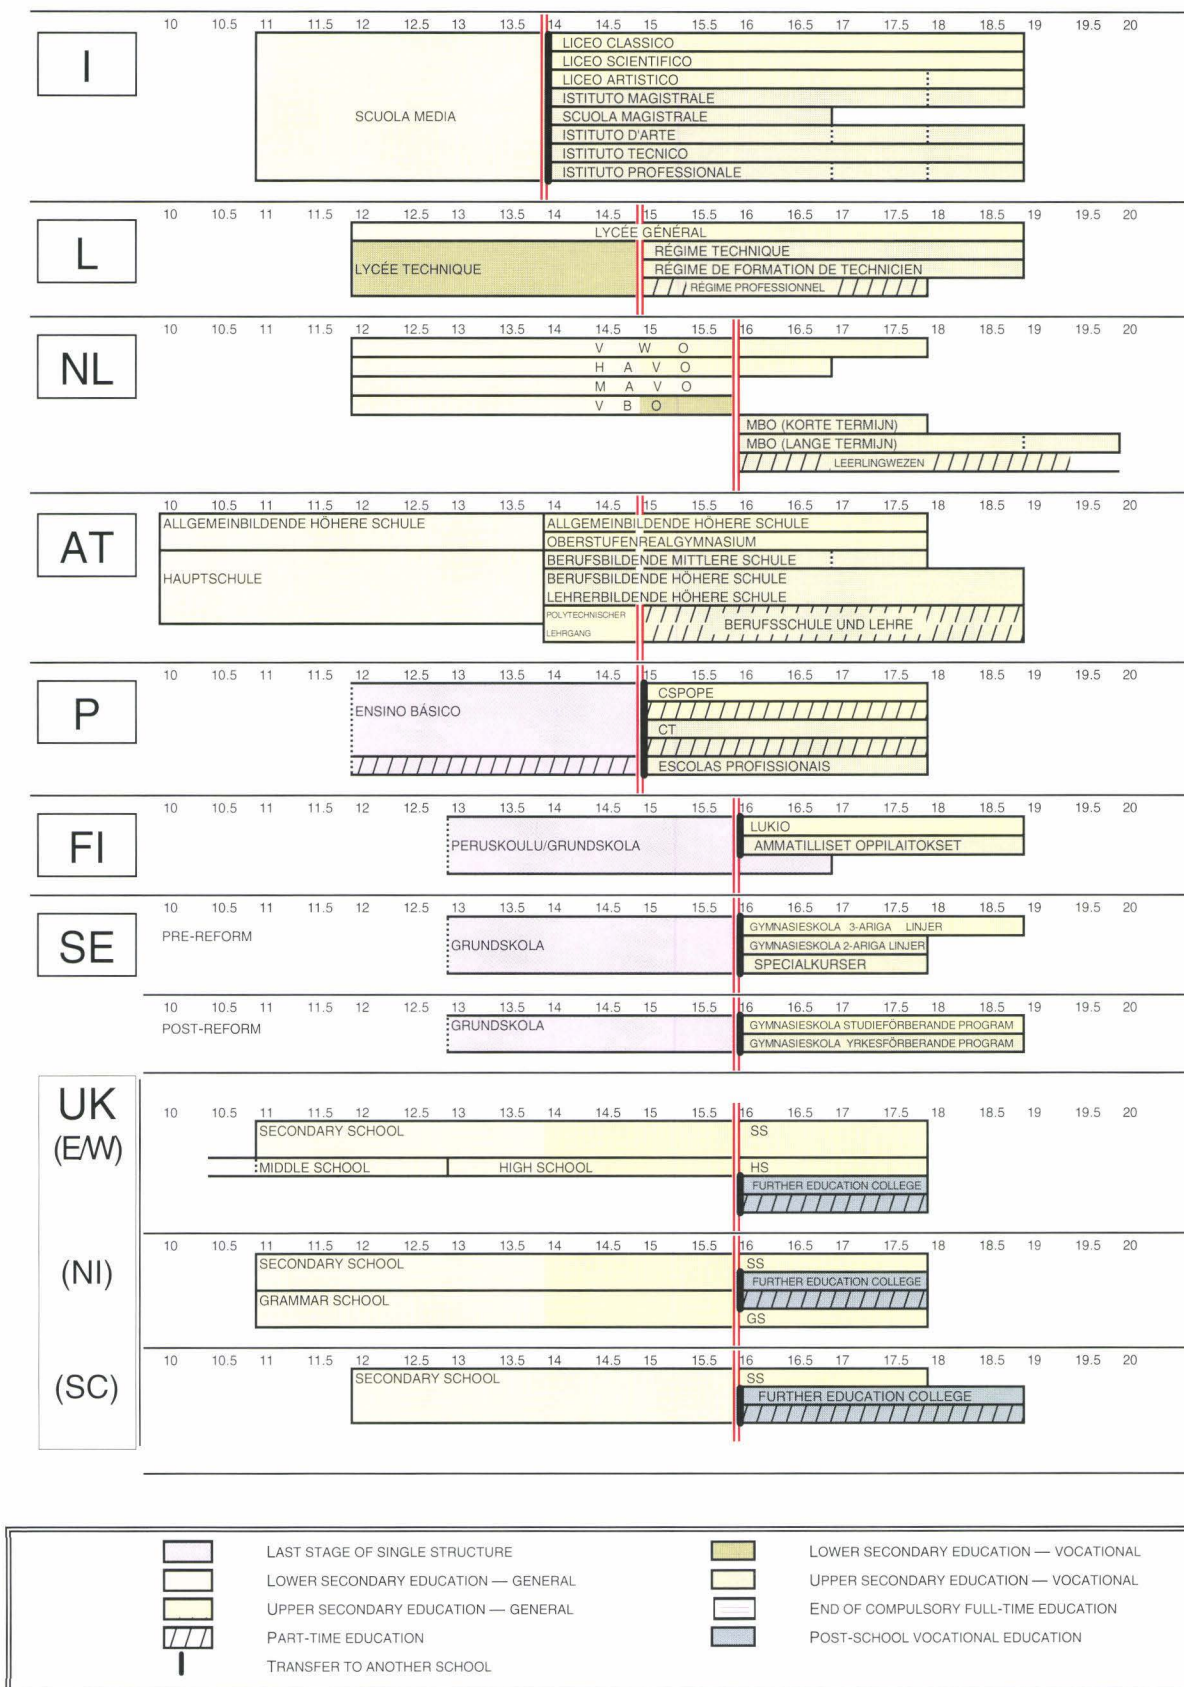 10 10.5 11 11.5 12 12.5 13 13.5 14 14.5 15 15.5 16 16.5 17 17.5 18 18.5 19 19.5 20
I
LICEO CLASSICO
LICEO SCIENTIFICO
LICEO ARTISTICO
ISTITUTO MAGISTRALE
SCUOLA MEDIA
SCUOLA MAGISTRALE
ISTITUTO D'ARTE
ISTITUTO TECNICO
ISTITUTO PROFESSIONALE
10 10.5 11 11.5 12 12.5 13 13.5 14 14.5 15 15.5 16 16.5 17 17.5 18 18.5 19 19.5 20
L
LYCÉE GÉNÉRAL
LYCÉE TECHNIQUE
RÉGIME TECHNIQUE
RÉGIME DE FORMATION DE TECHNICIEN
RÉGIME PROFESSIONNEL
10 10.5 11 11.5 12 12.5 13 13.5 14 14.5 15 15.5 16 16.5 17 17.5 18 18.5 19 19.5 20
NL
V W O
H A V O
M A V O
V B O
MBO (KORTE TERMIJN)
MBO (LANGE TERMIJN)
LEERLINGWEZEN
10 10.5 11 11.5 12 12.5 13 13.5 14 14.5 15 15.5 16 16.5 17 17.5 18 18.5 19 19.5 20
AT
ALLGEMEINBILDENDE HÖHERE SCHULE
ALLGEMEINBILDENDE HÖHERE SCHULE
OBERSTUFENREALGYMNASIUM
BERUFSBILDENDE MITTLERE SCHULE
HAUPTSCHULE
BERUFSBILDENDE HÖHERE SCHULE
LEHRERBILDENDE HÖHERE SCHULE
POLYTECHNISCHER
LEHRGANG
BERUFSSCHULE UND LEHRE
10 10.5 11 11.5 12 12.5 13 13.5 14 14.5 15 15.5 16 16.5 17 17.5 18 18.5 19 19.5 20
P
ENSINO BÁSICO
CSPOPE
CT
ESCOLAS PROFISSIONAIS
10 10.5 11 11.5 12 12.5 13 13.5 14 14.5 15 15.5 16 16.5 17 17.5 18 18.5 19 19.5 20
FI
PERUSKOULU/GRUNDSKOLA
LUKIO
AMMATILLISET OPPILAITOKSET
10 10.5 11 11.5 12 12.5 13 13.5 14 14.5 15 15.5 16 16.5 17 17.5 18 18.5 19 19.5 20
SE
PRE-REFORM
GRUNDSKOLA
GYMNASIESKOLA 3-ARIGA LINJER
GYMNASIESKOLA 2-ARIGA LINJER
SPECIALKURSER
10 10.5 11 11.5 12 12.5 13 13.5 14 14.5 15 15.5 16 16.5 17 17.5 18 18.5 19 19.5 20
POST-REFORM
GRUNDSKOLA
GYMNASIESKOLA STUDIEFÖRBERANDE PROGRAM
GYMNASIESKOLA YRKESFÖRBERANDE PROGRAM
UK
(E/W)
10 10.5 11 11.5 12 12.5 13 13.5 14 14.5 15 15.5 16 16.5 17 17.5 18 18.5 19 19.5 20
SECONDARY SCHOOL SS
MIDDLE SCHOOL HIGH SCHOOL HS
FURTHER EDUCATION COLLEGE
10 10.5 11 11.5 12 12.5 13 13.5 14 14.5 15 15.5 16 16.5 17 17.5 18 18.5 19 19.5 20
(NI)
SECONDARY SCHOOL SS
FURTHER EDUCATION COLLEGE
GRAMMAR SCHOOL
GS
10 10.5 11 11.5 12 12.5 13 13.5 14 14.5 15 15.5 16 16.5 17 17.5 18 18.5 19 19.5 20
(SC)
SECONDARY SCHOOL SS
FURTHER EDUCATION COLLEGE
LAST STAGE OF SINGLE STRUCTURE
LOWER SECONDARY EDUCATION — GENERAL
UPPER SECONDARY EDUCATION — GENERAL
PART-TIME EDUCATION
TRANSFER TO ANOTHER SCHOOL
LOWER SECONDARY EDUCATION — VOCATIONAL
UPPER SECONDARY EDUCATION — VOCATIONAL
END OF COMPULSORY FULL-TIME EDUCATION
POST-SCHOOL VOCATIONAL EDUCATION